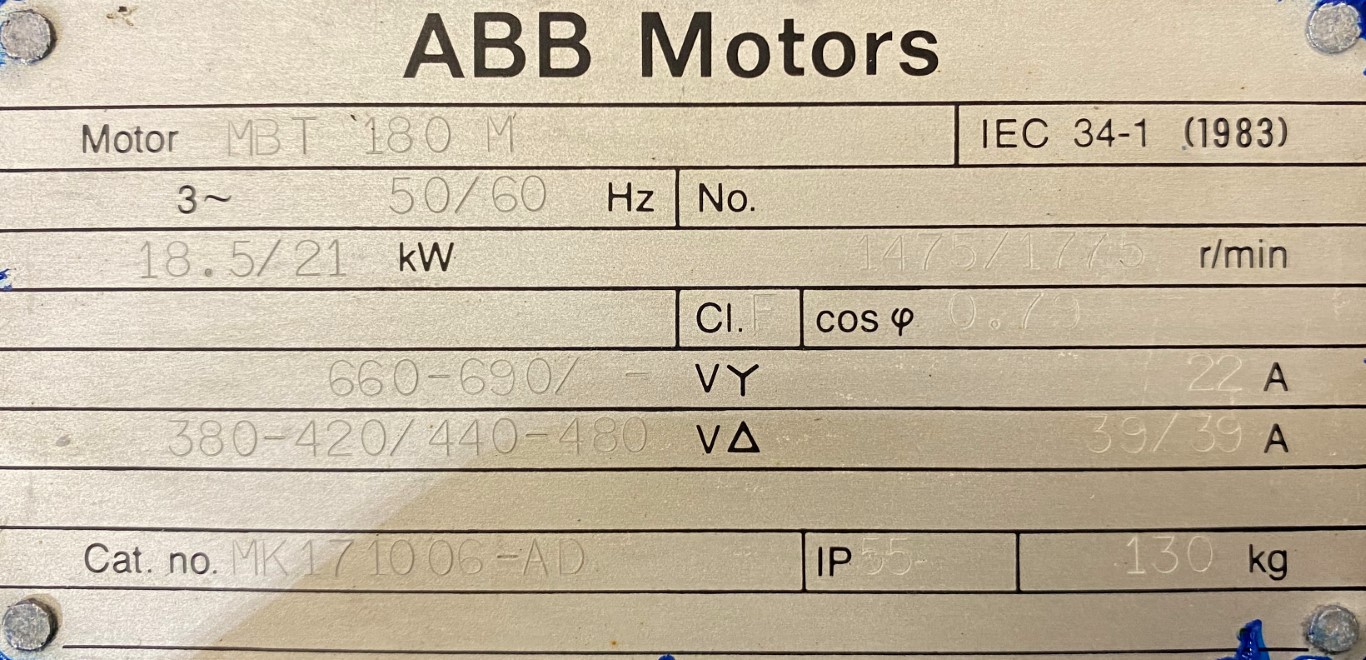 ABB Motors
Motor MBT 180 M IEC 34-1 (1983)
3~ 50/60 Hz No.
18.5/21 kW 1475/1775 r/min
Cl. F cos φ 0.79
660-690/ - VY 22 A
380-420/440-480 VΔ 39/39 A
Cat. no. MK171006-AD IP 55 130 kg